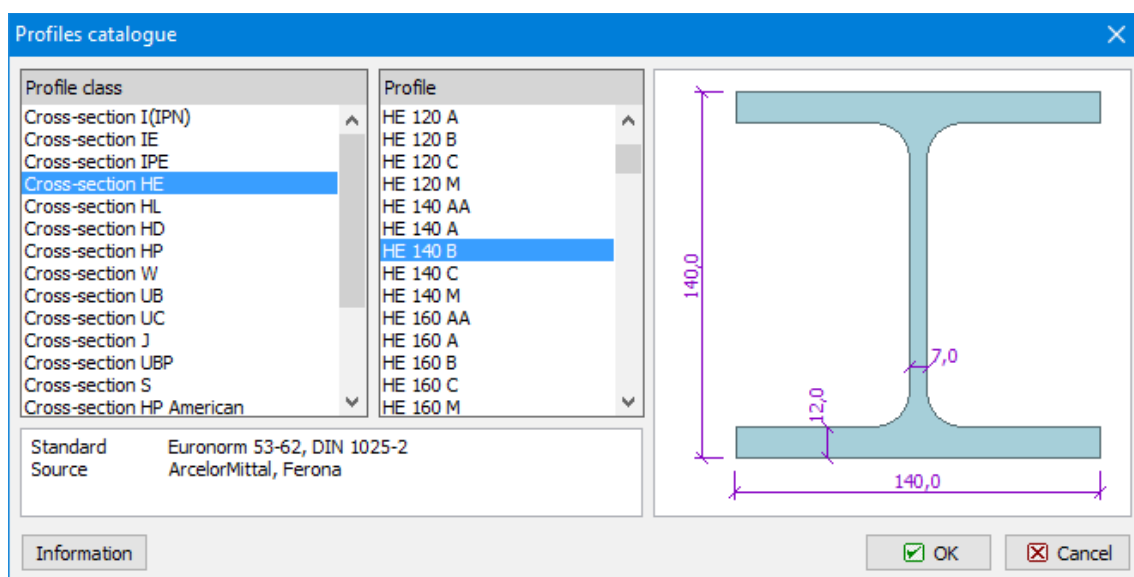 Profiles catalogue
Profile class
Cross-section I(IPN)
Cross-section IE
Cross-section IPE
Cross-section HE
Cross-section HL
Cross-section HD
Cross-section HP
Cross-section W
Cross-section UB
Cross-section UC
Cross-section J
Cross-section UBP
Cross-section S
Cross-section HP American
Profile
HE 120 A
HE 120 B
HE 120 C
HE 120 M
HE 140 AA
HE 140 A
HE 140 B
HE 140 C
HE 140 M
HE 160 AA
HE 160 A
HE 160 B
HE 160 C
HE 160 M
140,0
7,0
12,0
140,0
Standard Euronorm 53-62, DIN 1025-2
Source ArcelorMittal, Ferona
Information
OK
Cancel